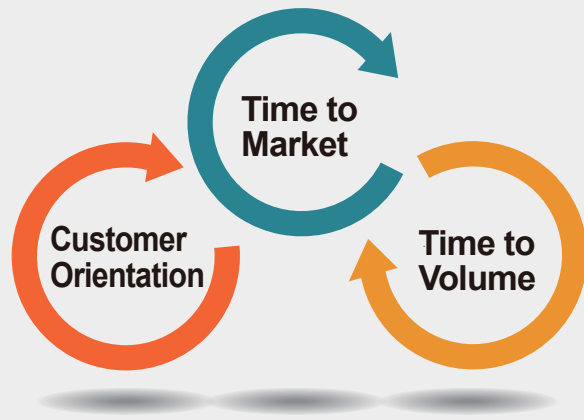 Time to
Market
Customer
Orientation
Time to
Volume